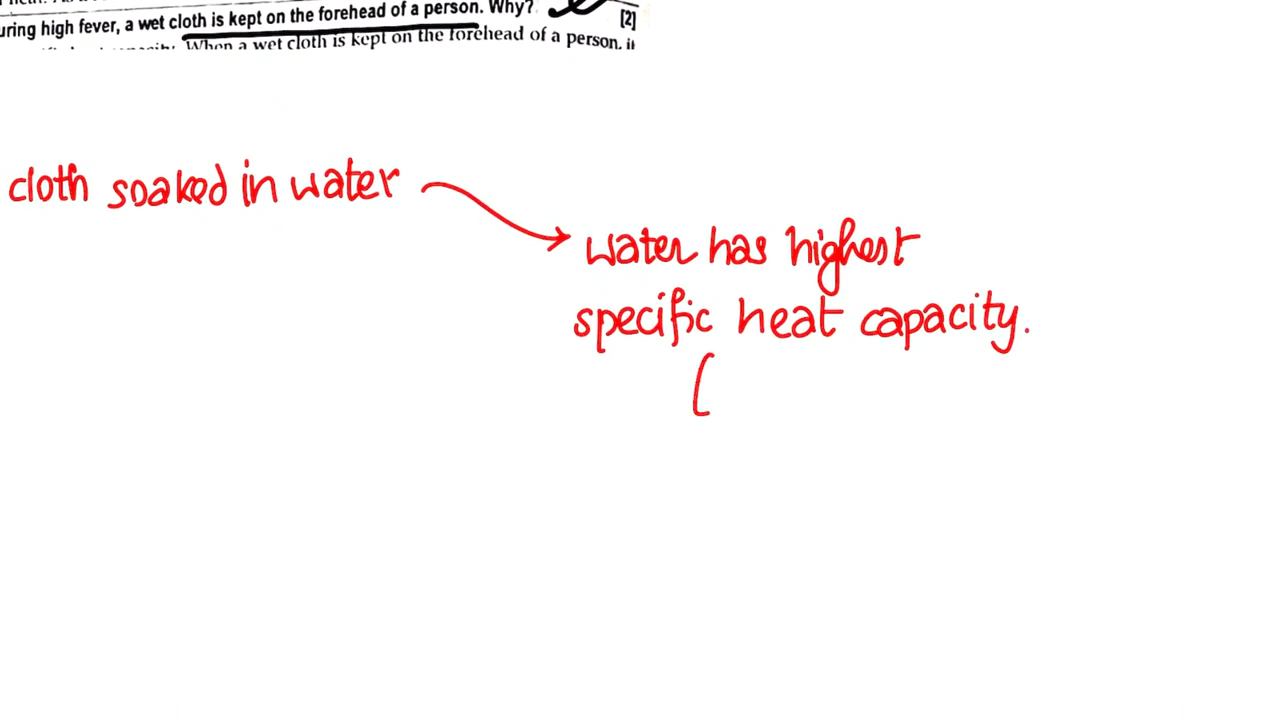 uring high fever, a wet cloth is kept on the forehead of a person. Why? [2]
When a wet cloth is kept on the forehead of a person, it
cloth soaked in water
water has highest
specific heat capacity.
(